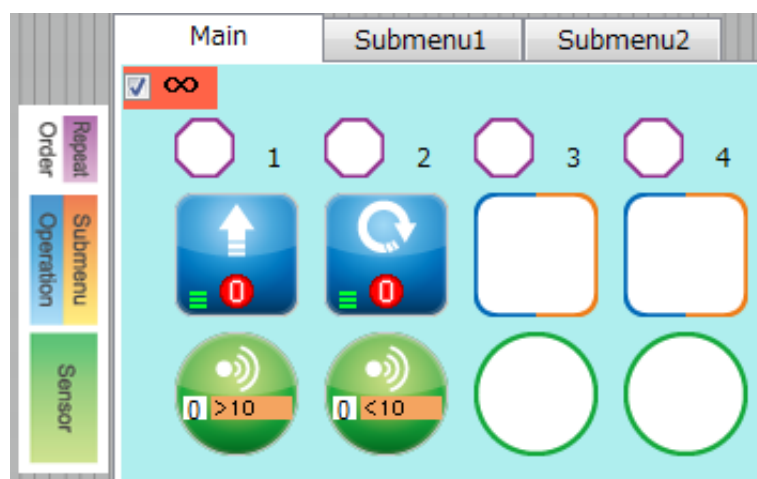 Main Submenu1 Submenu2
∞
Repeat
Order
1 2 3 4
Submenu
Operation
0 0
Sensor
0 >10 0 <10